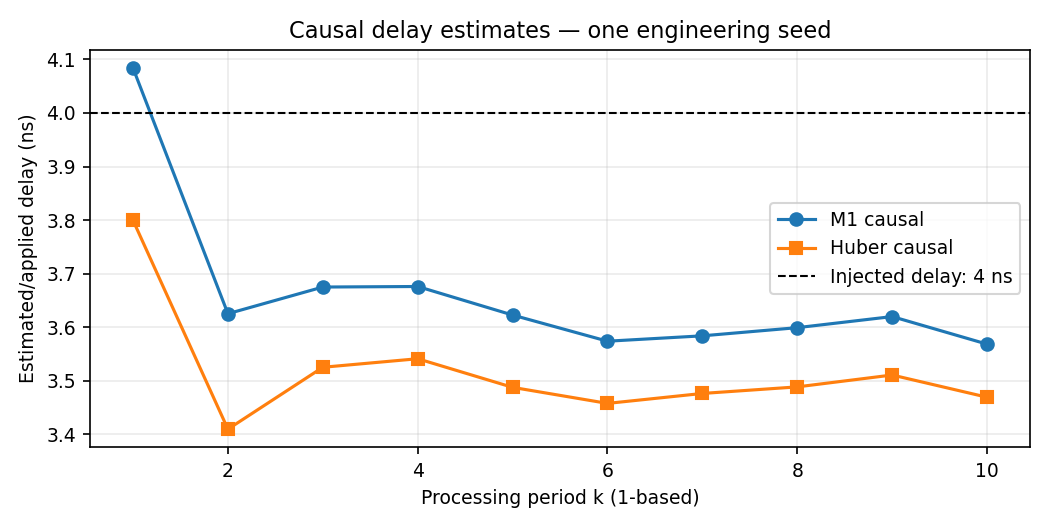 Causal delay estimates — one engineering seed
Estimated/applied delay (ns)
4.1
4.0
3.9
3.8
3.7
3.6
3.5
3.4
M1 causal
Huber causal
Injected delay: 4 ns
2
4
6
8
10
Processing period k (1-based)